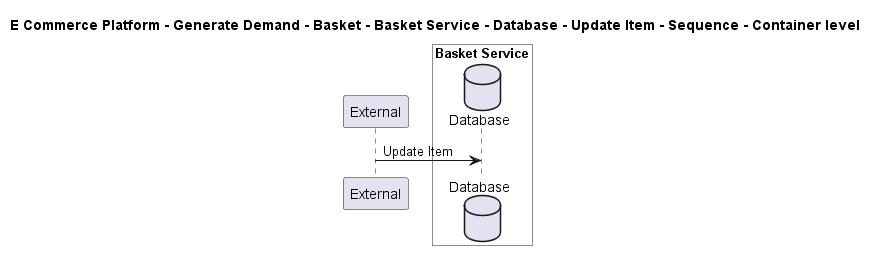 E Commerce Platform - Generate Demand - Basket - Basket Service - Database - Update Item - Sequence - Container level
Basket Service
External
Database
Update Item
External
Database